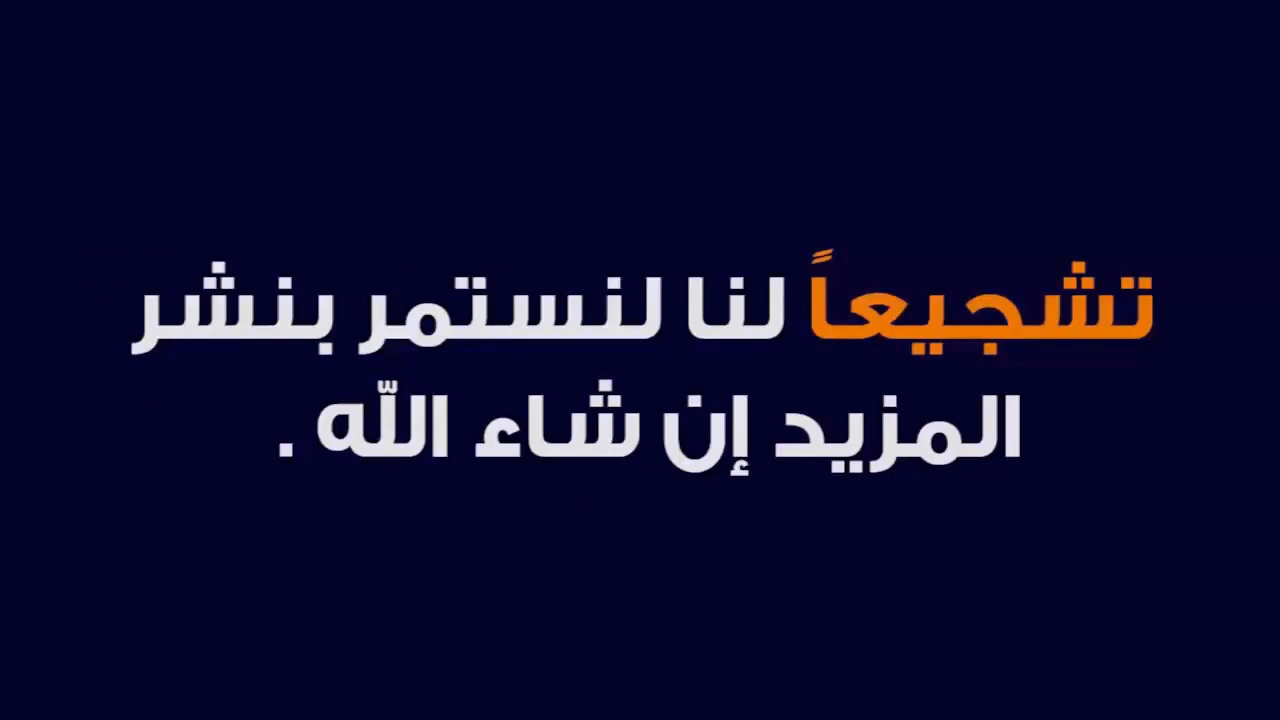 تشجيعاً لنا لنستمر بنشر
المزيد إن شاء الله .